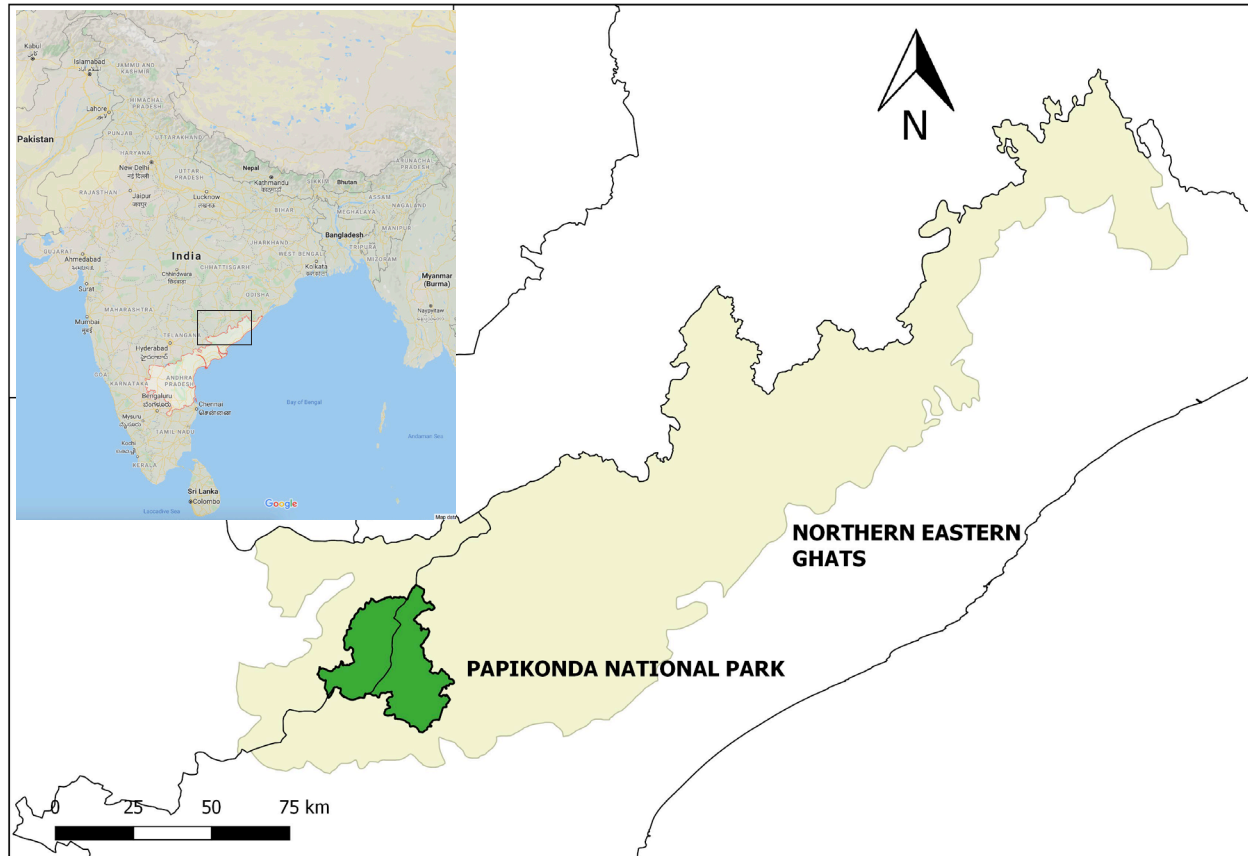 Kabul
Islamabad
JAMMU AND
KASHMIR
HIMACHAL
PRADESH
Lahore
PUNJAB
UTTARAKHAND
Pakistan
HARYANA
New Delhi
नई दिल्ली
Nepal
Kathmandu
SIKKIM
Bhutan
ARUNACHAL
PRADESH
RAJASTHAN
Jaipur
जयपुर
UTTAR
PRADESH
Lucknow
लखनऊ
ASSAM
NAGALAND
BIHAR
MEGHALAYA
MANIPUR
Bangladesh
TRIPURA
MIZORAM
GUJARAT
Ahmedabad
JHARKHAND
WEST BENGAL
India
Kolkata
CHHATTISGARH
Chhindwara
छिंदवाड़ा
Surat
Myanmar
(Burma)
ODISHA
Naypyitaw
MAHARASHTRA
Mumbai
मुंबई
TELANGANA
Hyderabad
GOA
KARNATAKA
ANDHRA
PRADESH
Bay of Bengal
Bengaluru
ಬೆಂಗಳೂರು
Chennai
சென்னை
Andaman Sea
Mysuru
ಮೈಸೂರು
TAMIL NADU
Kochi
KERALA
Sri Lanka
Colombo
Laccadive Sea
Google
Map data
N
NORTHERN EASTERN
GHATS
PAPIKONDA NATIONAL PARK
0 25 50 75 km